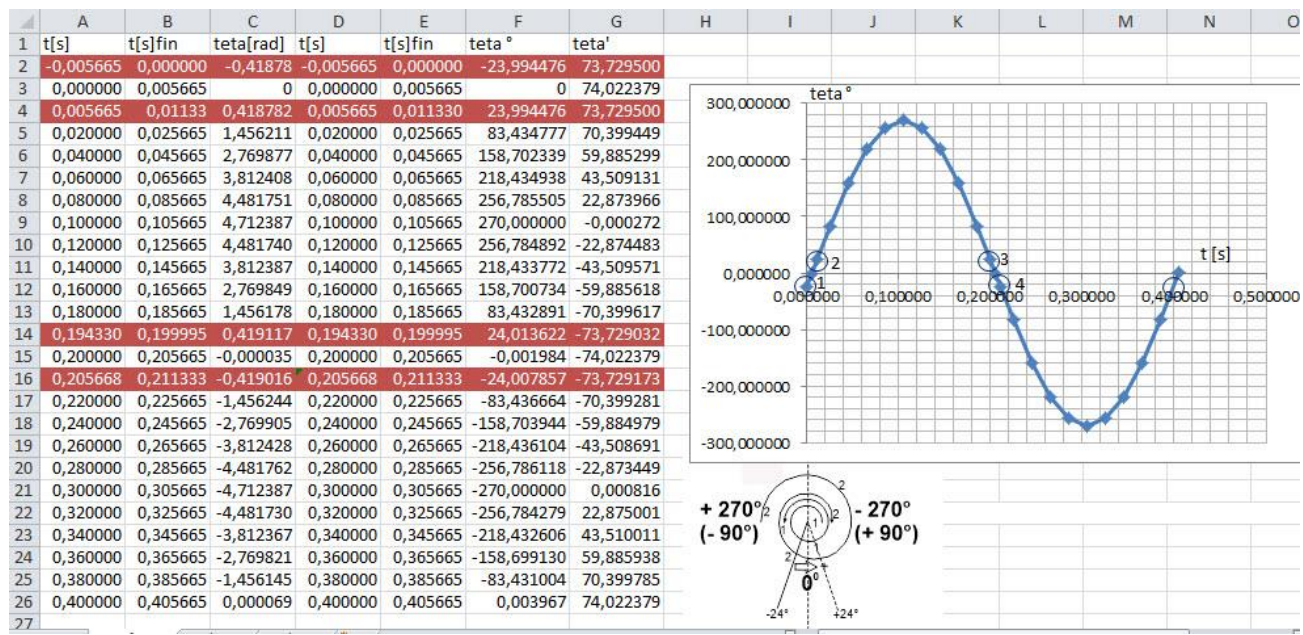 A B C D E F G H I J K L M N O
1 t[s] t[s]fin teta[rad] t[s] t[s]fin teta ° teta'
2 -0,005665 0,000000 -0,41878 -0,005665 0,000000 -23,994476 73,729500
3 0,000000 0,005665 0 0,000000 0,005665 0 74,022379
4 0,005665 0,01133 0,418782 0,005665 0,011330 23,994476 73,729500
5 0,020000 0,025665 1,456211 0,020000 0,025665 83,434777 70,399449
6 0,040000 0,045665 2,769877 0,040000 0,045665 158,702339 59,885299
7 0,060000 0,065665 3,812408 0,060000 0,065665 218,434938 43,509131
8 0,080000 0,085665 4,481751 0,080000 0,085665 256,785505 22,873966
9 0,100000 0,105665 4,712387 0,100000 0,105665 270,000000 -0,000272
10 0,120000 0,125665 4,481740 0,120000 0,125665 256,784892 -22,874483
11 0,140000 0,145665 3,812387 0,140000 0,145665 218,433772 -43,509571
12 0,160000 0,165665 2,769849 0,160000 0,165665 158,700734 -59,885618
13 0,180000 0,185665 1,456178 0,180000 0,185665 83,432891 -70,399617
14 0,194330 0,199995 0,419117 0,194330 0,199995 24,013622 -73,729032
15 0,200000 0,205665 -0,000035 0,200000 0,205665 -0,001984 -74,022379
16 0,205668 0,211333 -0,419016 0,205668 0,211333 -24,007857 -73,729173
17 0,220000 0,225665 -1,456244 0,220000 0,225665 -83,436664 -70,399281
18 0,240000 0,245665 -2,769905 0,240000 0,245665 -158,703944 -59,884979
19 0,260000 0,265665 -3,812428 0,260000 0,265665 -218,436104 -43,508691
20 0,280000 0,285665 -4,481762 0,280000 0,285665 -256,786118 -22,873449
21 0,300000 0,305665 -4,712387 0,300000 0,305665 -270,000000 0,000816
22 0,320000 0,325665 -4,481730 0,320000 0,325665 -256,784279 22,875001
23 0,340000 0,345665 -3,812367 0,340000 0,345665 -218,432606 43,510011
24 0,360000 0,365665 -2,769821 0,360000 0,365665 -158,699130 59,885938
25 0,380000 0,385665 -1,456145 0,380000 0,385665 -83,431004 70,399785
26 0,400000 0,405665 0,000069 0,400000 0,405665 0,003967 74,022379
27
teta °
300,000000
200,000000
100,000000
0,000000
-100,000000
-200,000000
-300,000000
1
2
3
4
t [s]
0,000000 0,100000 0,200000 0,300000 0,400000 0,500000
+ 270°
(- 90°)
- 270°
(+ 90°)
2
2
2
1
1
2
0°
-24°
+24°